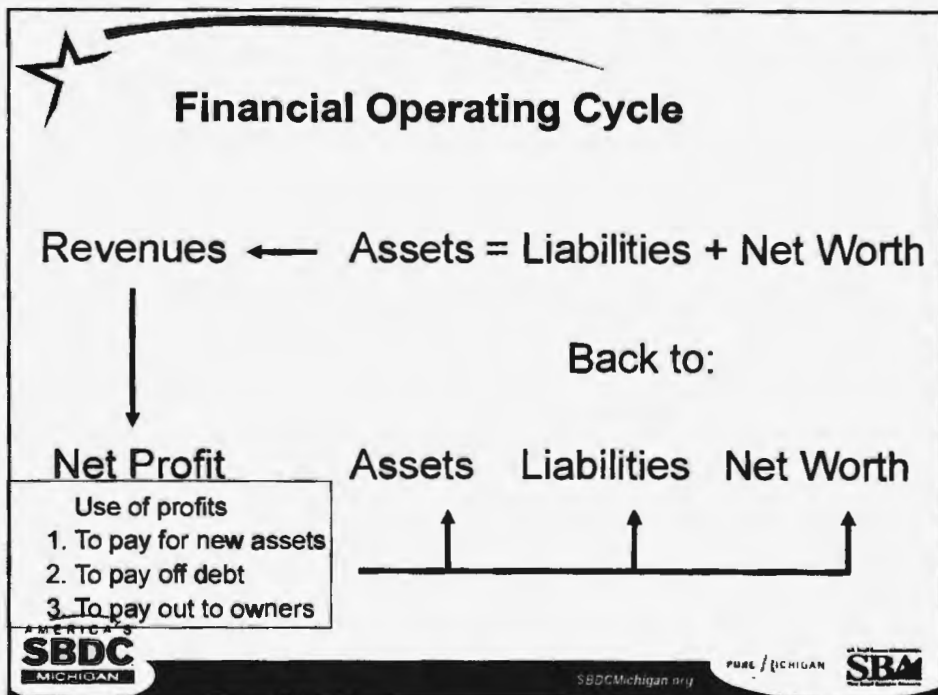 Financial Operating Cycle
Revenues ← Assets = Liabilities + Net Worth
Back to:
Net Profit Assets Liabilities Net Worth
Use of profits
1. To pay for new assets
2. To pay off debt
3. To pay out to owners
AMERICA'S
SBDC
MICHIGAN
SBDCMichigan.org
PURE MICHIGAN
SBA